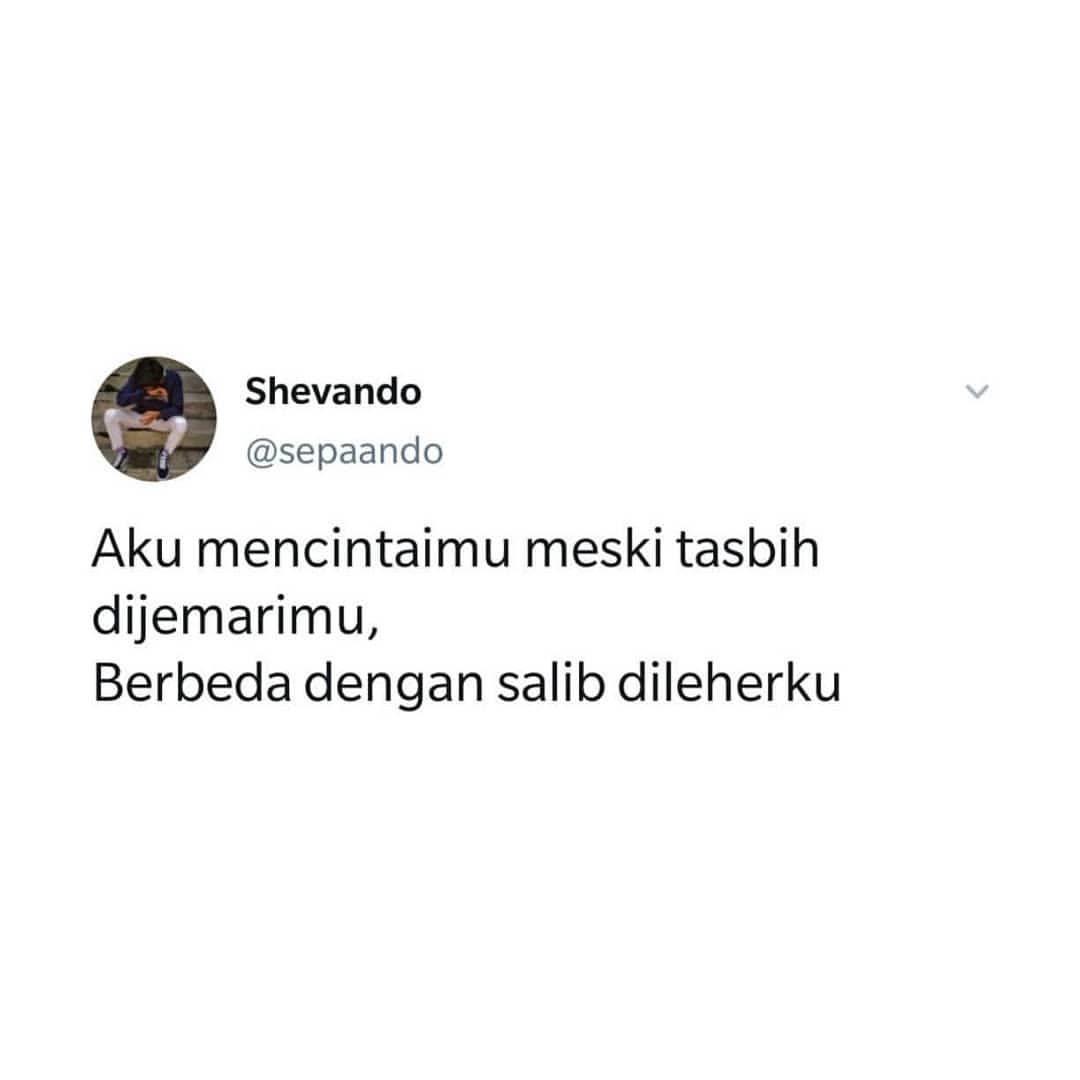 Shevando
@sepaando
Aku mencintaimu meski tasbih
dijemarimu,
Berbeda dengan salib dileherku